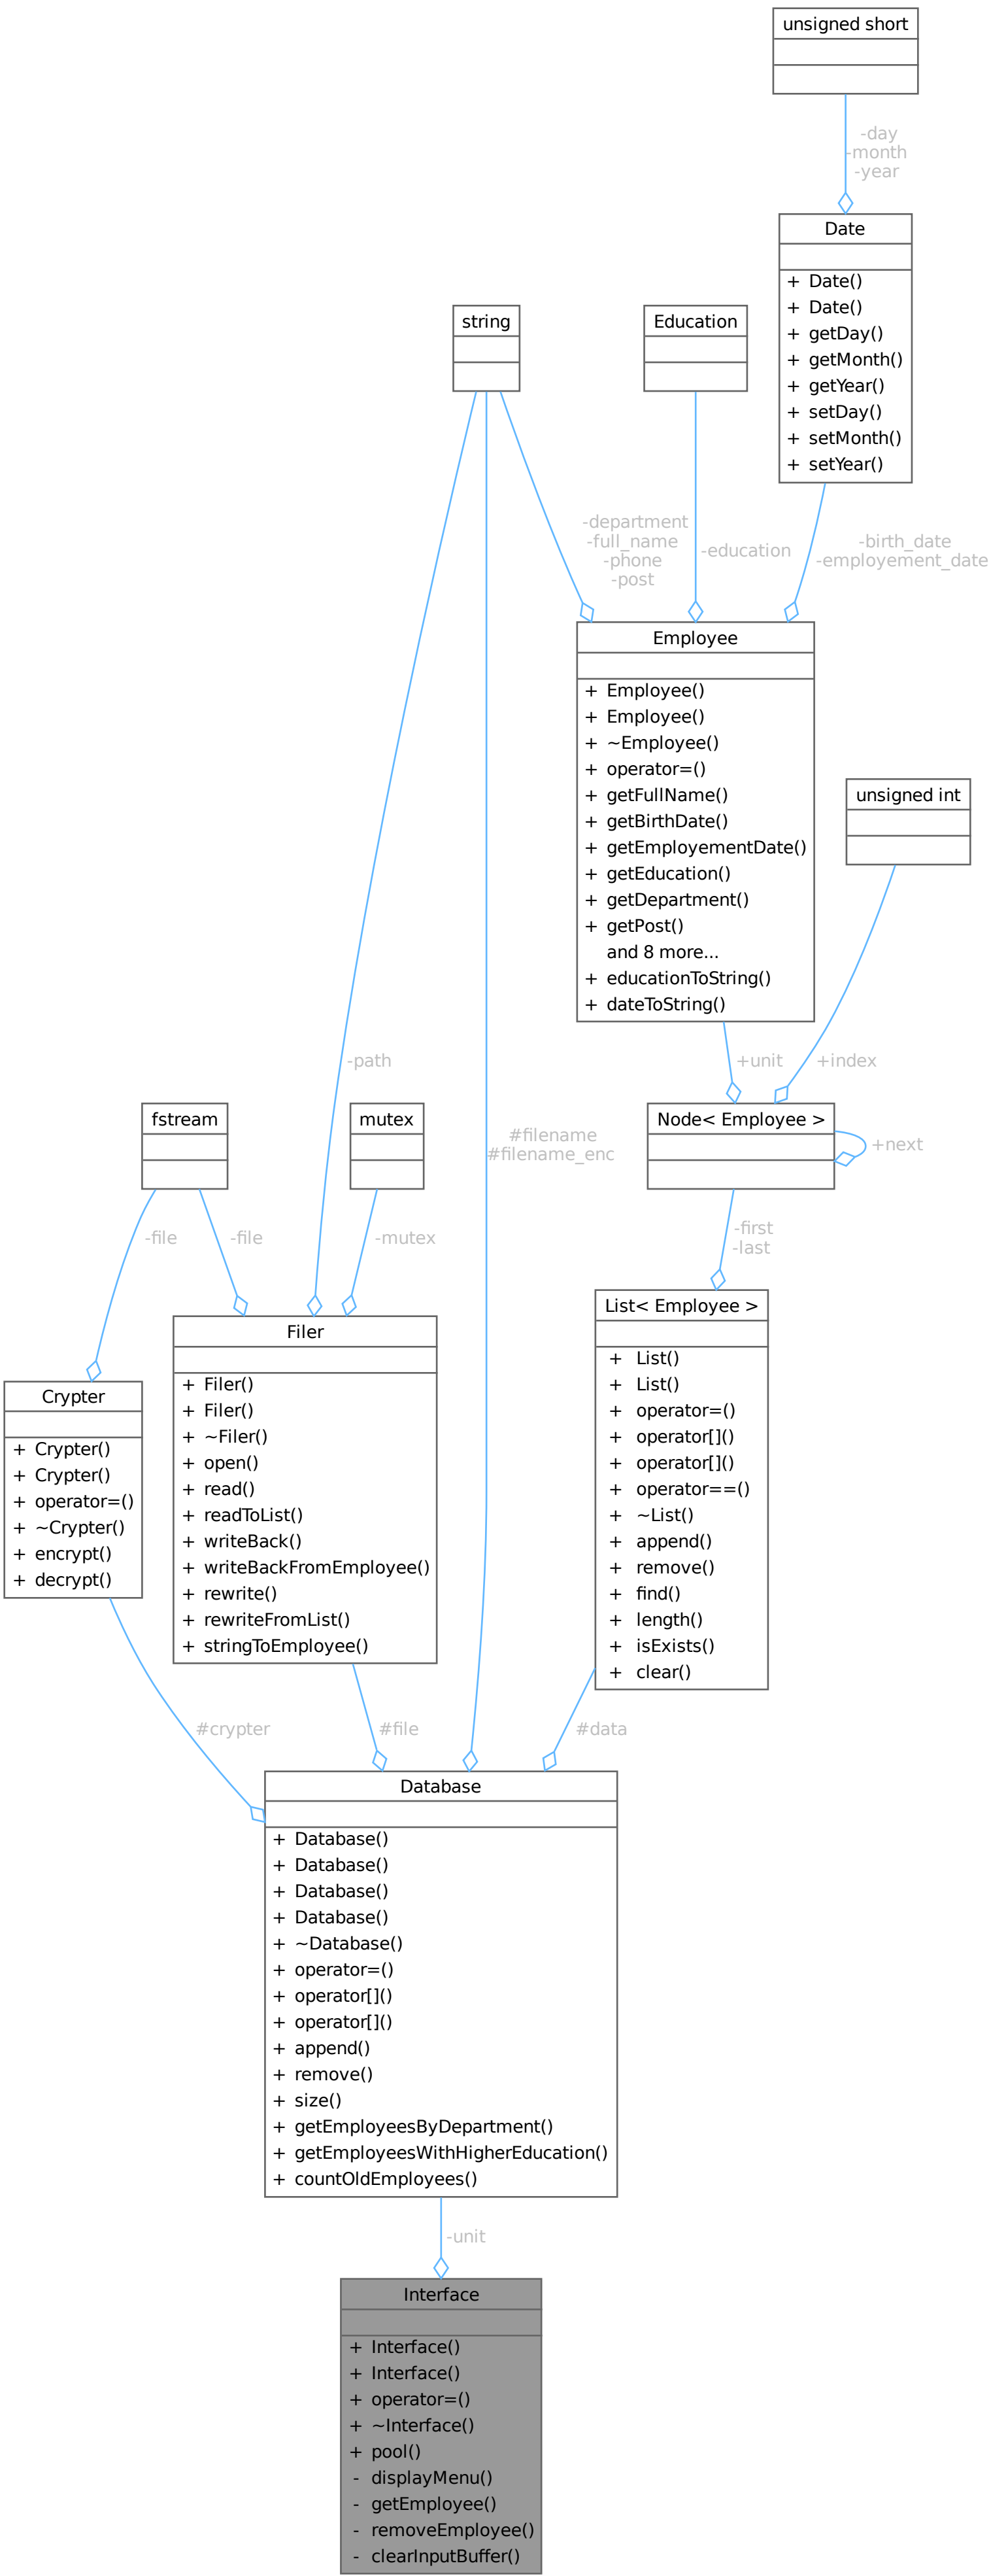 unsigned short
-day
-month
-year
Date
+ Date()
+ Date()
+ getDay()
+ getMonth()
+ getYear()
+ setDay()
+ setMonth()
+ setYear()
string
Education
-department
-full_name
-phone
-post
-education
-birth_date
-employement_date
Employee
+ Employee()
+ Employee()
+ ~Employee()
+ operator=()
+ getFullName()
+ getBirthDate()
+ getEmployementDate()
+ getEducation()
+ getDepartment()
+ getPost()
and 8 more...
+ educationToString()
+ dateToString()
unsigned int
-path
+unit
+index
fstream
mutex
#filename
#filename_enc
Node< Employee >
+next
-file
-file
-mutex
-first
-last
List< Employee >
+ List()
+ List()
+ operator=()
+ operator[]()
+ operator[]()
+ operator==()
+ ~List()
+ append()
+ remove()
+ find()
+ length()
+ isExists()
+ clear()
Filer
+ Filer()
+ Filer()
+ ~Filer()
+ open()
+ read()
+ readToList()
+ writeBack()
+ writeBackFromEmployee()
+ rewrite()
+ rewriteFromList()
+ stringToEmployee()
Crypter
+ Crypter()
+ Crypter()
+ operator=()
+ ~Crypter()
+ encrypt()
+ decrypt()
#crypter
#file
#data
Database
+ Database()
+ Database()
+ Database()
+ Database()
+ ~Database()
+ operator=()
+ operator[]()
+ operator[]()
+ append()
+ remove()
+ size()
+ getEmployeesByDepartment()
+ getEmployeesWithHigherEducation()
+ countOldEmployees()
-unit
Interface
+ Interface()
+ Interface()
+ operator=()
+ ~Interface()
+ pool()
- displayMenu()
- getEmployee()
- removeEmployee()
- clearInputBuffer()